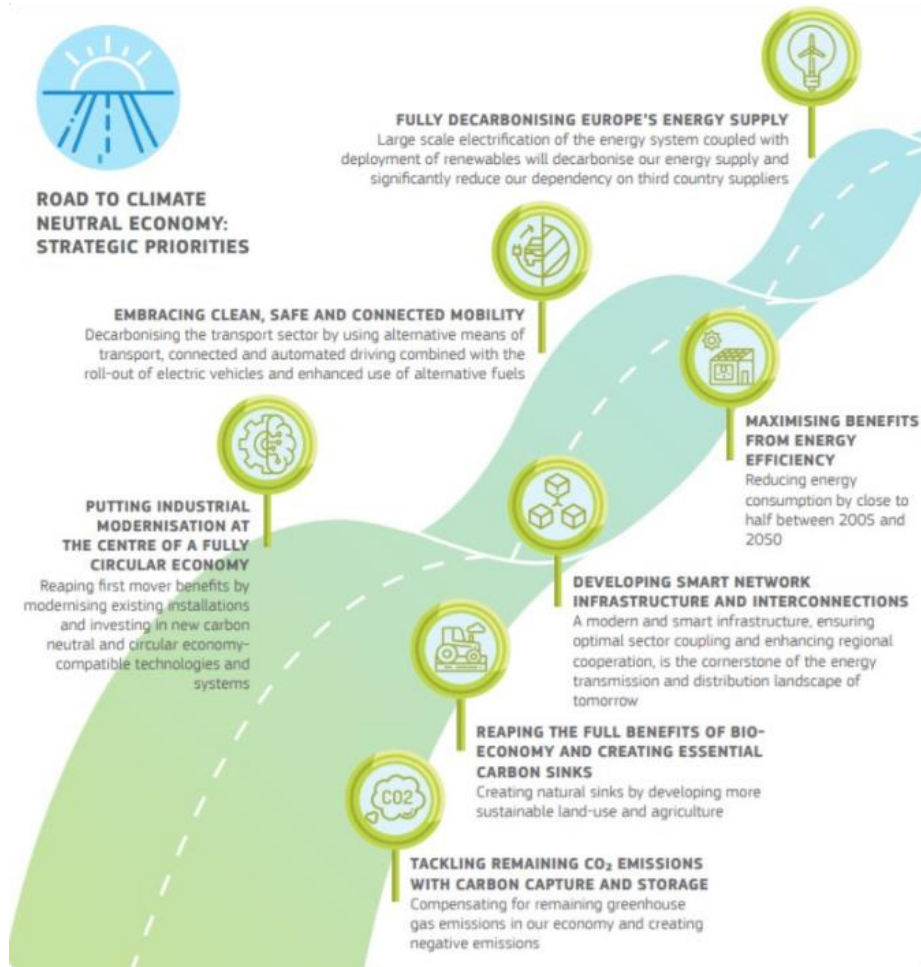 ROAD TO CLIMATE
NEUTRAL ECONOMY:
STRATEGIC PRIORITIES
FULLY DECARBONISING EUROPE'S ENERGY SUPPLY
Large scale electrification of the energy system coupled with
deployment of renewables will decarbonise our energy supply and
significantly reduce our dependency on third country suppliers
EMBRACING CLEAN, SAFE AND CONNECTED MOBILITY
Decarbonising the transport sector by using alternative means of
transport, connected and automated driving combined with the
roll-out of electric vehicles and enhanced use of alternative fuels
MAXIMISING BENEFITS
FROM ENERGY
EFFICIENCY
Reducing energy
consumption by close to
half between 2005 and
2050
PUTTING INDUSTRIAL
MODERNISATION AT
THE CENTRE OF A FULLY
CIRCULAR ECONOMY
Reaping first mover benefits by
modernising existing installations
and investing in new carbon
neutral and circular economy-
compatible technologies and
systems
DEVELOPING SMART NETWORK
INFRASTRUCTURE AND INTERCONNECTIONS
A modern and smart infrastructure, ensuring
optimal sector coupling and enhancing regional
cooperation, is the cornerstone of the energy
transmission and distribution landscape of
tomorrow
REAPING THE FULL BENEFITS OF BIO-
ECONOMY AND CREATING ESSENTIAL
CARBON SINKS
Creating natural sinks by developing more
sustainable land-use and agriculture
CO2
TACKLING REMAINING CO₂ EMISSIONS
WITH CARBON CAPTURE AND STORAGE
Compensating for remaining greenhouse
gas emissions in our economy and creating
negative emissions